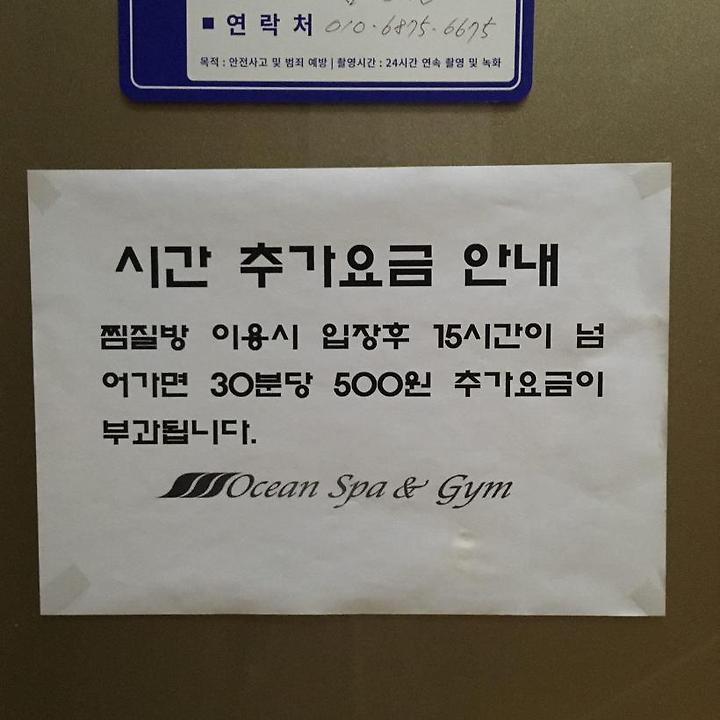 ■ 연락처 010-6875-6675
목적 : 안전사고 및 범죄 예방 | 촬영시간 : 24시간 연속 촬영 및 녹화
시간 추가요금 안내
찜질방 이용시 입장후 15시간이 넘
어가면 30분당 500원 추가요금이
부과됩니다.
Ocean Spa & Gym